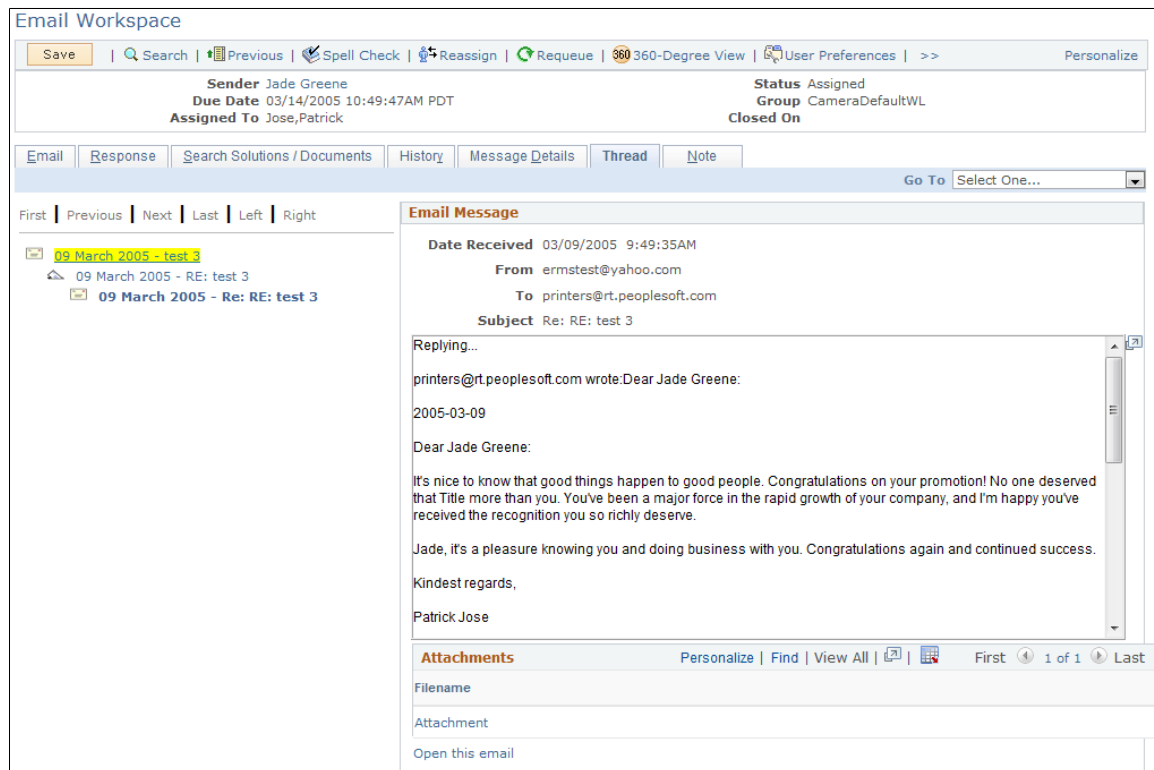 Email Workspace
Save | Search | Previous | Spell Check | Reassign | Requeue | 360 360-Degree View | User Preferences | >> Personalize
Sender Jade Greene Status Assigned
Due Date 03/14/2005 10:49:47AM PDT Group CameraDefaultWL
Assigned To Jose,Patrick Closed On
Email Response Search Solutions / Documents History Message Details Thread Note
Go To Select One...
First | Previous | Next | Last | Left | Right
09 March 2005 - test 3
09 March 2005 - RE: test 3
09 March 2005 - Re: RE: test 3
Email Message
Date Received 03/09/2005 9:49:35AM
From ermstest@yahoo.com
To printers@rt.peoplesoft.com
Subject Re: RE: test 3
Replying...
printers@rt.peoplesoft.com wrote:Dear Jade Greene:
2005-03-09
Dear Jade Greene:
It's nice to know that good things happen to good people. Congratulations on your promotion! No one deserved
that Title more than you. You've been a major force in the rapid growth of your company, and I'm happy you've
received the recognition you so richly deserve.
Jade, it's a pleasure knowing you and doing business with you. Congratulations again and continued success.
Kindest regards,
Patrick Jose
Attachments Personalize | Find | View All | | First 1 of 1 Last
Filename
Attachment
Open this email